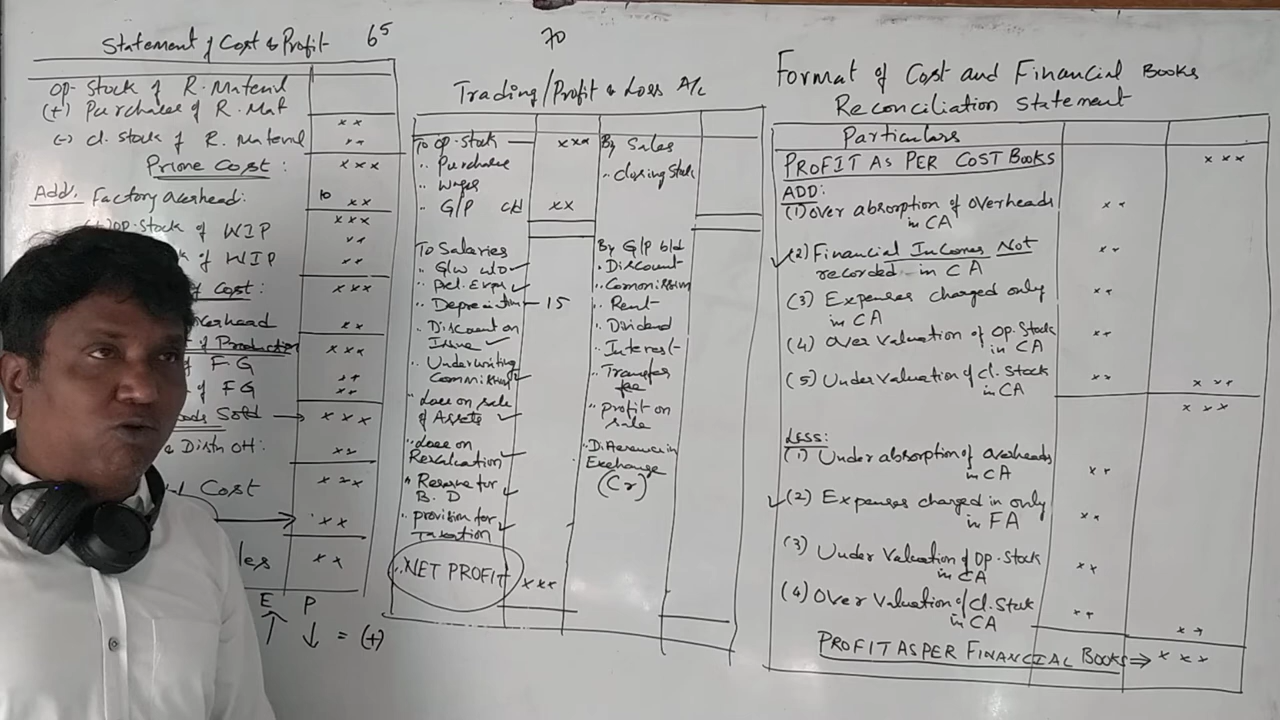 Statement of Cost & Profit 65
Op- Stock of R. Material
(+) Purchases of R. Mat
xx
(-) cl. Stock of R. Material
xx
Prime Cost: xxx
Add. Factory overhead: 10 xx
xxx
Op. Stock of WIP xx
k of WIP xx
Cost: xxx
verhead xx
of Production xxx
of FG xx
of FG xx
ods Sold → xxx
& Distn OH: xx
Cost xxx
xx
les xx
E P
↑ ↓ = (+)
70
Trading/Profit & Loss A/c
To Op. Stock xxx By Sales
" Purchase " closing Stock
" Wages
" G/P c/d xx
To Salaries By G/P b/d
" G/W w/o ✓ " Discount
" Pel. Exp. ✓ " Commission
" Depreciation — 15 " Rent
" Discount on " Dividend
Issue ✓ " Interest
" Underwriting " Transfer
Commission ✓ fee
" Loss on sale " Profit on
of Assets ✓ sale
" Loss on " Difference in
Revaluation ✓ Exchange
" Reserve for (Cr)
B. D ✓
" Provision for
Taxation ✓
" NET PROFIT xxx
Format of Cost and Financial Books
Reconciliation Statement
Particulars
PROFIT AS PER COST BOOKS xxx
ADD:
(1) Over absorption of overheads xx
in CA
✓ (2) Financial Incomes Not xx
recorded in CA
(3) Expenses charged only xx
in CA
(4) Over Valuation of Op. Stock xx
in CA
(5) Under Valuation of Cl. Stock xx xxx
in CA
xxx
LESS:
(1) Under absorption of overheads xx
in CA
✓ (2) Expenses charged in only xx
in FA
(3) Under Valuation of Op. Stock xx
in CA
(4) Over Valuation of Cl. Stock xx
in CA
xx
PROFIT AS PER FINANCIAL BOOKS ⇒ xxx